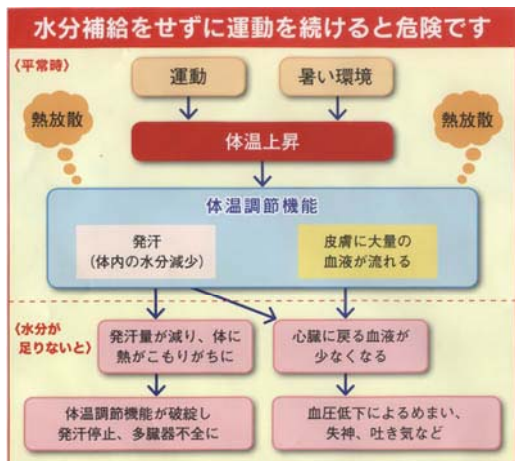 水分補給をせずに運動を続けると危険です
〈平常時〉
運動
暑い環境
熱放散
熱放散
体温上昇
体温調節機能
発汗
(体内の水分減少)
皮膚に大量の
血液が流れる
〈水分が
足りないと〉
発汗量が減り、体に
熱がこもりがちに
心臓に戻る血液が
少なくなる
体温調節機能が破綻し
発汗停止、多臓器不全に
血圧低下によるめまい、
失神、吐き気など